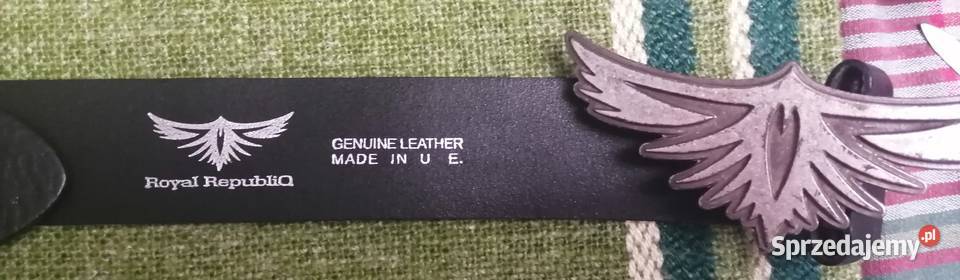 Royal RepubliQ
GENUINE LEATHER
MADE IN U E.
Sprzedajemy.pl